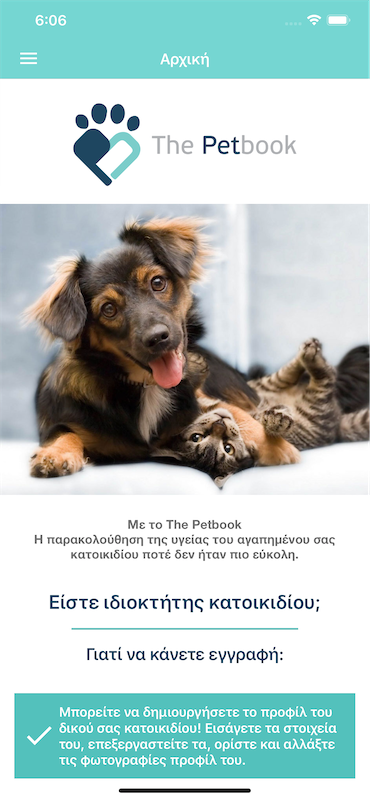 6:06
Αρχική
The Petbook
Με το The Petbook
Η παρακολούθηση της υγείας του αγαπημένου σας
κατοικιδίου ποτέ δεν ήταν πιο εύκολη.
Είστε ιδιοκτήτης κατοικιδίου;
Γιατί να κάνετε εγγραφή:
Μπορείτε να δημιουργήσετε το προφίλ του
δικού σας κατοικιδίου! Εισάγετε τα στοιχεία
του, επεξεργαστείτε τα, ορίστε και αλλάξτε
τις φωτογραφίες προφίλ του.